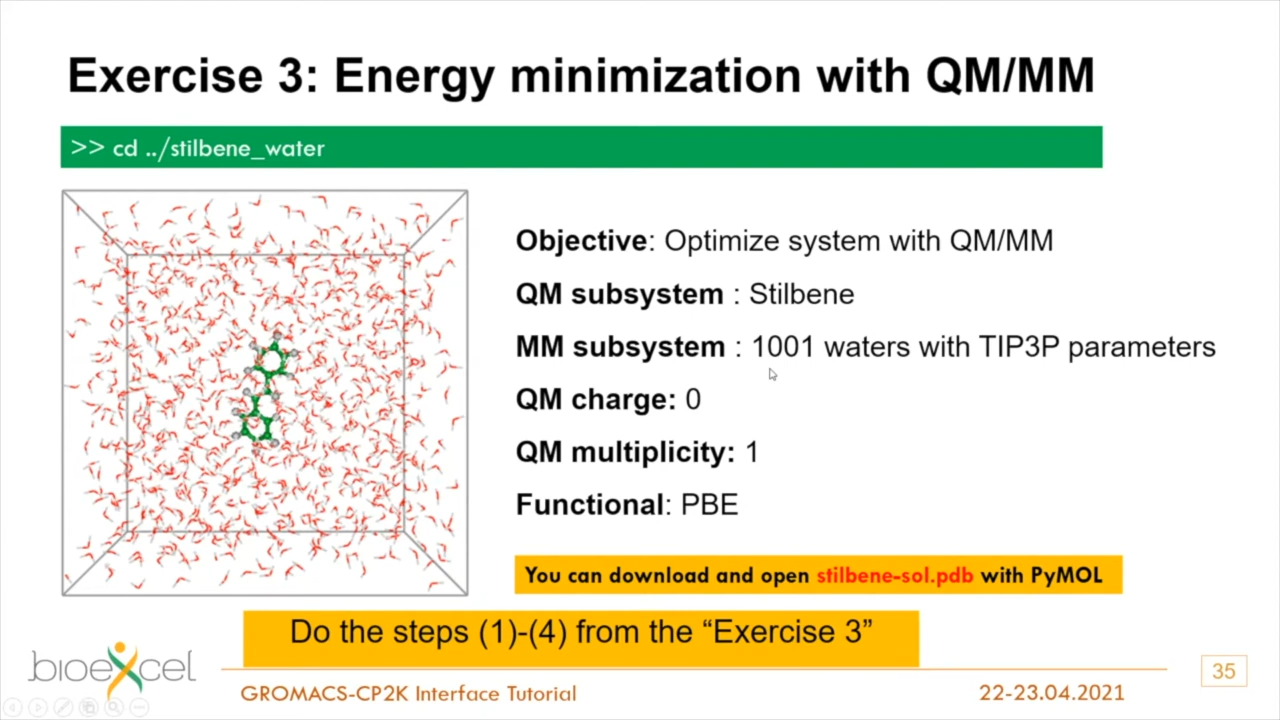 Exercise 3: Energy minimization with QM/MM
>> cd ../stilbene_water
Objective: Optimize system with QM/MM
QM subsystem : Stilbene
MM subsystem : 1001 waters with TIP3P parameters
QM charge: 0
QM multiplicity: 1
Functional: PBE
You can download and open stilbene-sol.pdb with PyMOL
Do the steps (1)-(4) from the “Exercise 3”
bioexcel
GROMACS-CP2K Interface Tutorial
22-23.04.2021
35